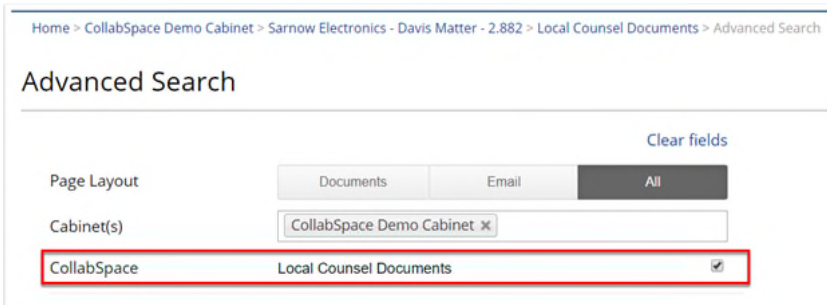 Home > CollabSpace Demo Cabinet > Sarnow Electronics - Davis Matter - 2.882 > Local Counsel Documents > Advanced Search
Advanced Search
Clear fields
Page Layout Documents Email All
Cabinet(s) CollabSpace Demo Cabinet ×
CollabSpace Local Counsel Documents